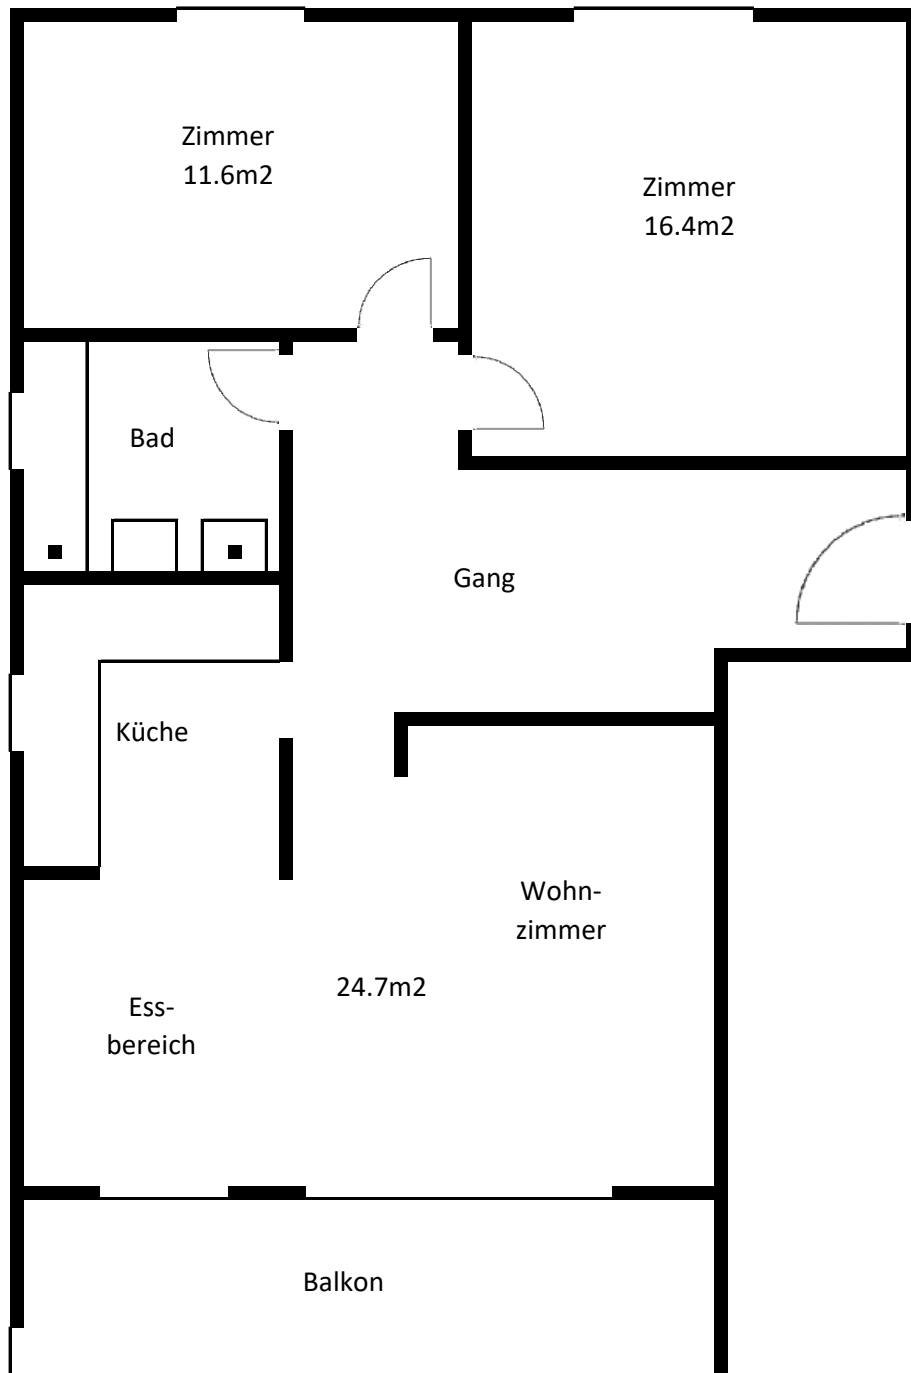 Zimmer
11.6m2
Zimmer
16.4m2
Bad
Gang
Küche
Wohn-
zimmer
24.7m2
Ess-
bereich
Balkon